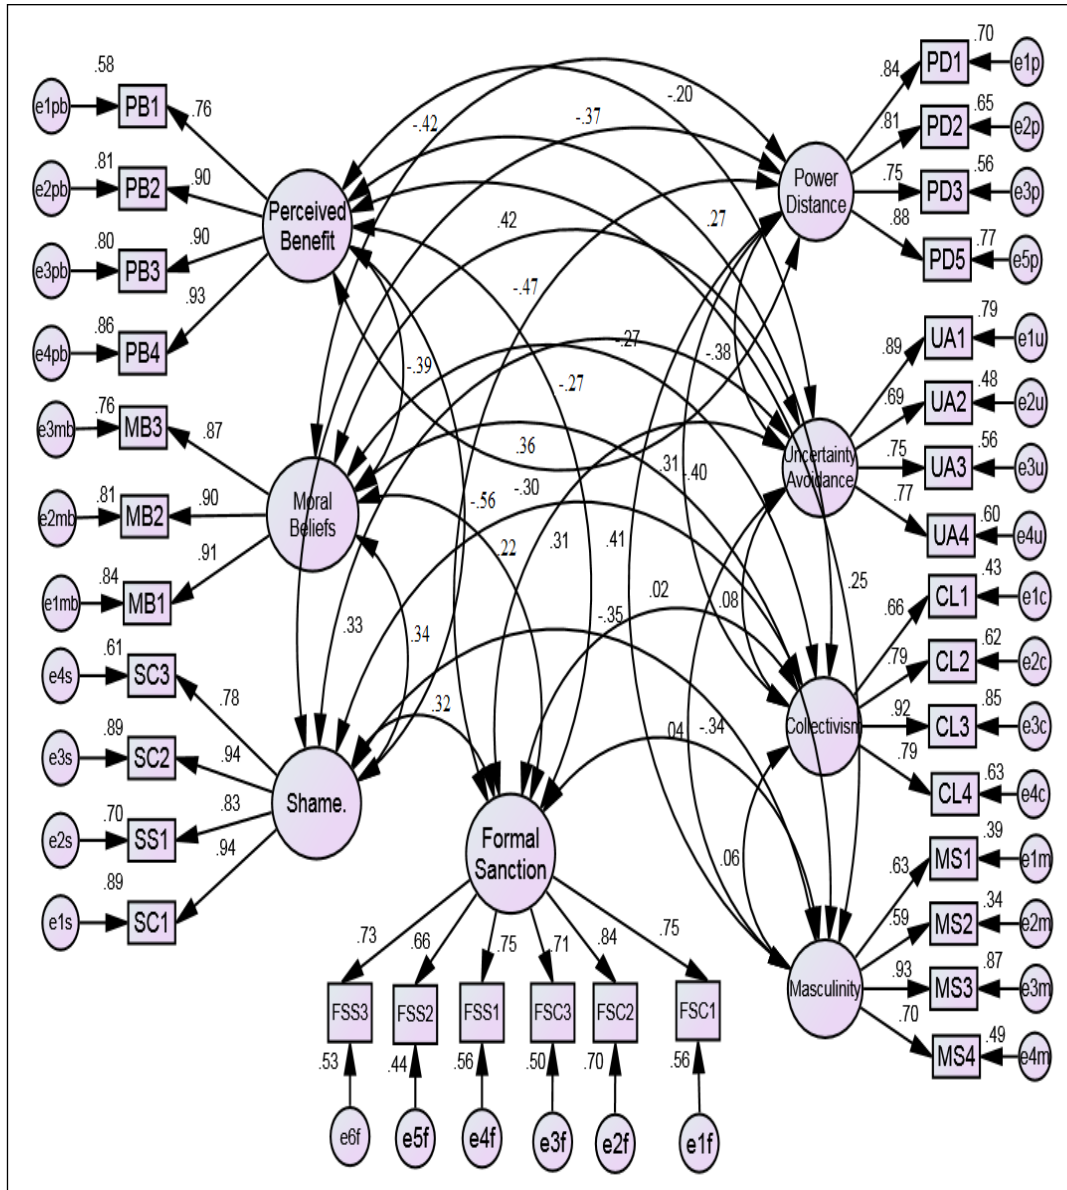 .58
e1pb
PB1
.76
.81
e2pb
PB2
.90
.80
e3pb
PB3
.90
.86
e4pb
PB4
.93
Perceived
Benefit
.76
e3mb
MB3
.87
.81
e2mb
MB2
.90
.84
e1mb
MB1
.91
Moral
Beliefs
.61
e4s
SC3
.78
.89
e3s
SC2
.94
.70
e2s
SS1
.83
.89
e1s
SC1
.94
Shame.
Formal
Sanction
.73
.66
.75
.71
.84
.75
FSS3
FSS2
FSS1
FSC3
FSC2
FSC1
.53
.44
.56
.50
.70
.56
e6f
e5f
e4f
e3f
e2f
e1f
-.20
-.42
-.37
.42
.27
-.47
-.27
-.38
-.39
-.27
.36
.31
-.40
-.56
-.30
.22
.31
.41
.25
.02
.08
-.35
.33
.34
.32
.04
-.34
.06
Power
Distance
.84
PD1
.70
e1p
.81
PD2
.65
e2p
.75
PD3
.56
e3p
.88
PD5
.77
e5p
Uncertainty
Avoidance
.89
UA1
.79
e1u
.69
UA2
.48
e2u
.75
UA3
.56
e3u
.77
UA4
.60
e4u
Collectivism
.66
CL1
.43
e1c
.79
CL2
.62
e2c
.92
CL3
.85
e3c
.79
CL4
.63
e4c
Masculinity
.63
MS1
.39
e1m
.59
MS2
.34
e2m
.93
MS3
.87
e3m
.70
MS4
.49
e4m